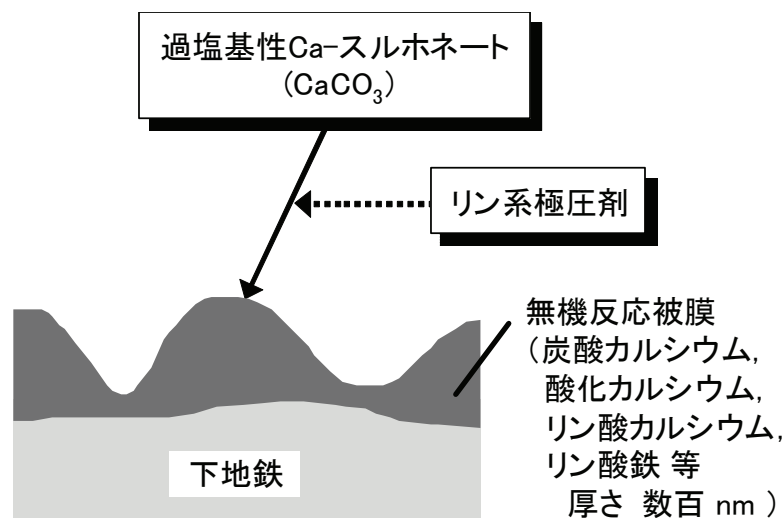 過塩基性Ca-スルホネート
(CaCO₃)
リン系極圧剤
無機反応被膜
(炭酸カルシウム,
酸化カルシウム,
リン酸カルシウム,
リン酸鉄 等
厚さ 数百 nm )
下地鉄